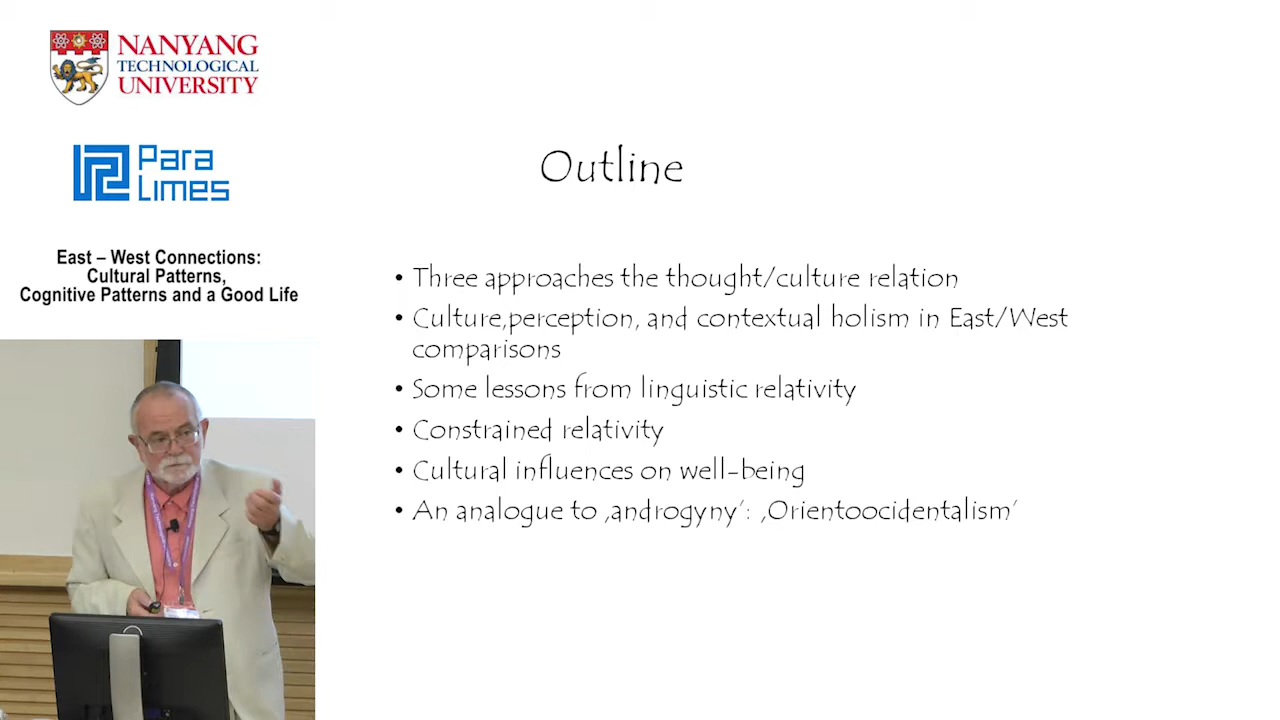 NANYANG
TECHNOLOGICAL
UNIVERSITY
Para
Limes
East – West Connections:
Cultural Patterns,
Cognitive Patterns and a Good Life
Outline
• Three approaches the thought/culture relation
• Culture,perception, and contextual holism in East/West
comparisons
• Some lessons from linguistic relativity
• Constrained relativity
• Cultural influences on well-being
• An analogue to ‚androgyny’: ‚Orientoocidentalism’